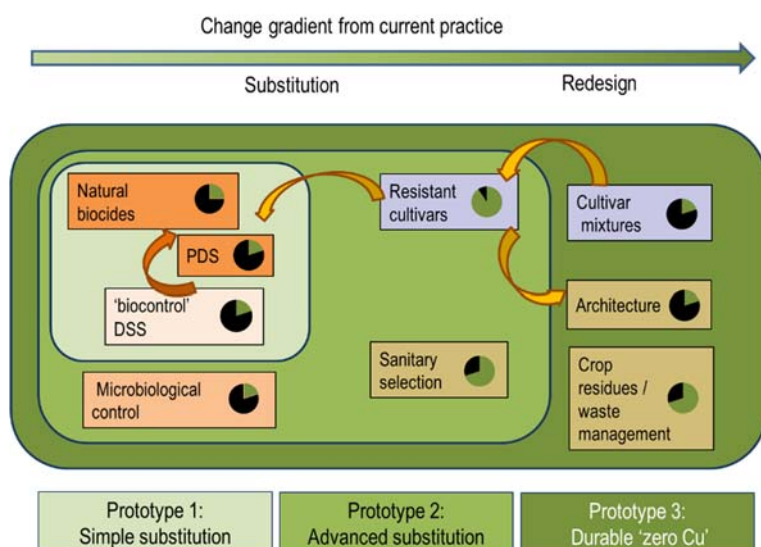 Change gradient from current practice
Substitution
Redesign
Natural
biocides
PDS
'biocontrol'
DSS
Microbiological
control
Resistant
cultivars
Sanitary
selection
Cultivar
mixtures
Architecture
Crop
residues /
waste
management
Prototype 1:
Simple substitution
Prototype 2:
Advanced substitution
Prototype 3:
Durable 'zero Cu'